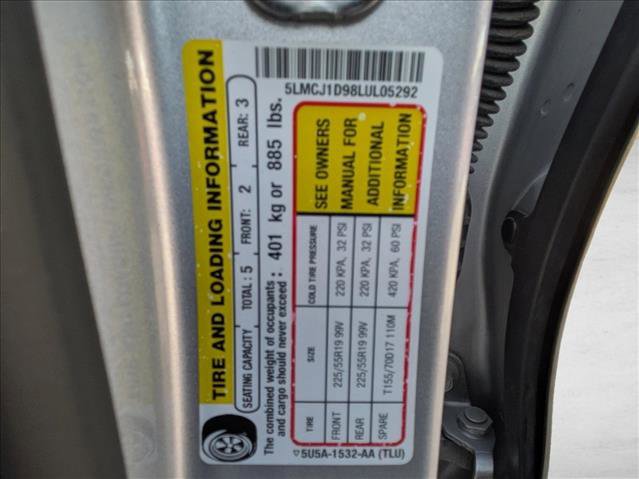 5LMCJ1D98LUL05292
TIRE AND LOADING INFORMATION
SEATING CAPACITY TOTAL : 5 FRONT: 2 REAR: 3
The combined weight of occupants
and cargo should never exceed : 401 kg or 885 lbs.
TIRE SIZE COLD TIRE PRESSURE
FRONT 225/55R19 99V 220 KPA, 32 PSI
REAR 225/55R19 99V 220 KPA, 32 PSI
SPARE T155/70D17 110M 420 KPA, 60 PSI
SEE OWNERS
MANUAL FOR
ADDITIONAL
INFORMATION
▽5U5A-1532-AA (TLU)